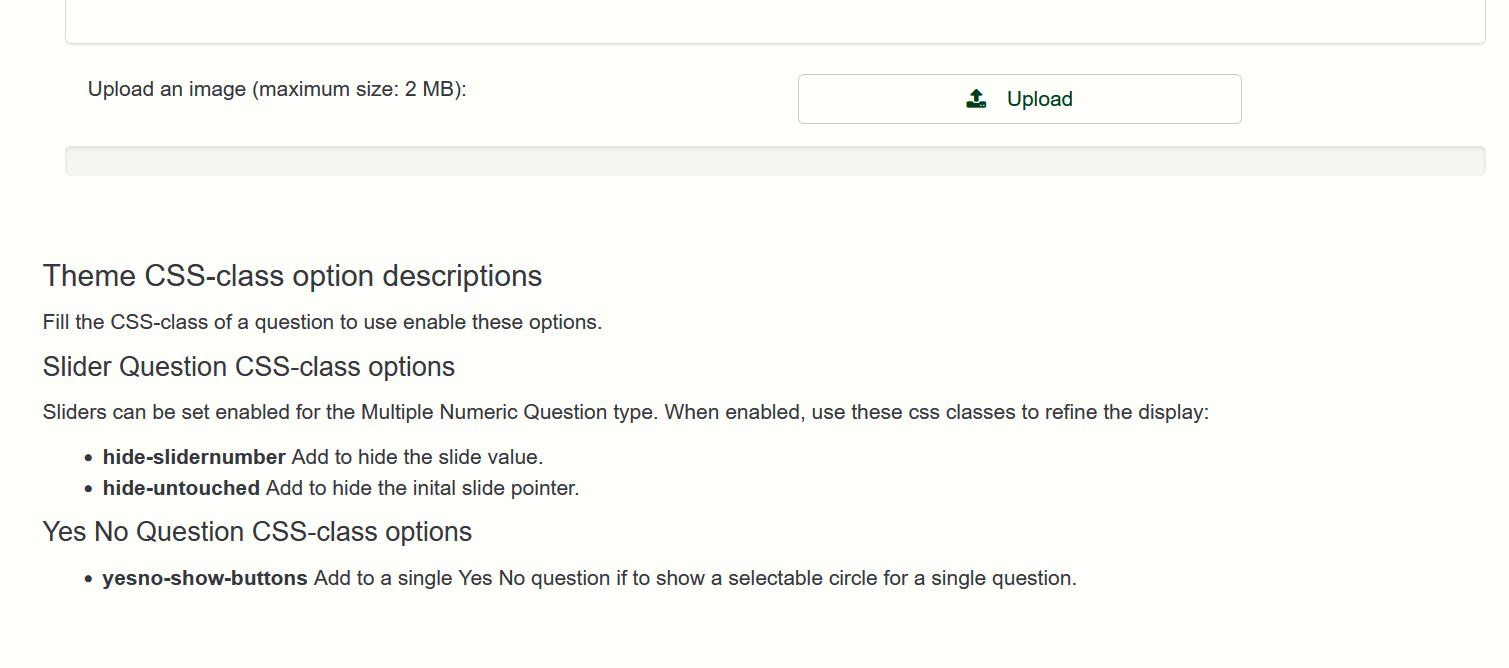 Upload an image (maximum size: 2 MB):
Upload
Theme CSS-class option descriptions
Fill the CSS-class of a question to use enable these options.
Slider Question CSS-class options
Sliders can be set enabled for the Multiple Numeric Question type. When enabled, use these css classes to refine the display:
• hide-slidernumber Add to hide the slide value.
• hide-untouched Add to hide the inital slide pointer.
Yes No Question CSS-class options
• yesno-show-buttons Add to a single Yes No question if to show a selectable circle for a single question.